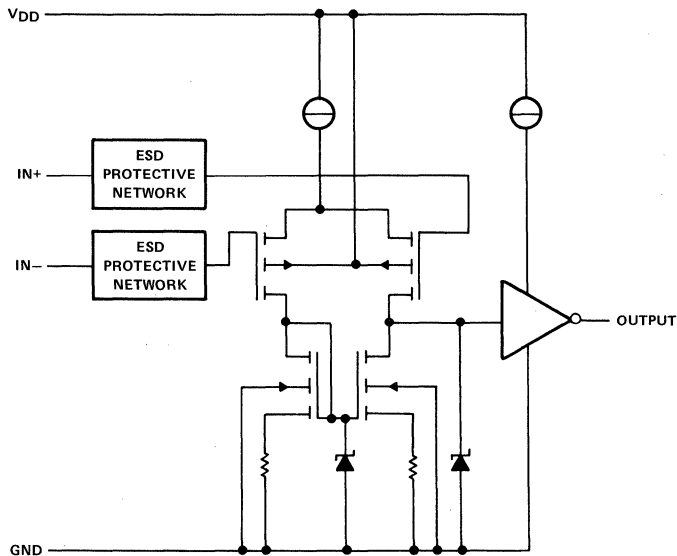 VDD
ESD
PROTECTIVE
NETWORK
IN+
ESD
PROTECTIVE
NETWORK
IN−
OUTPUT
GND